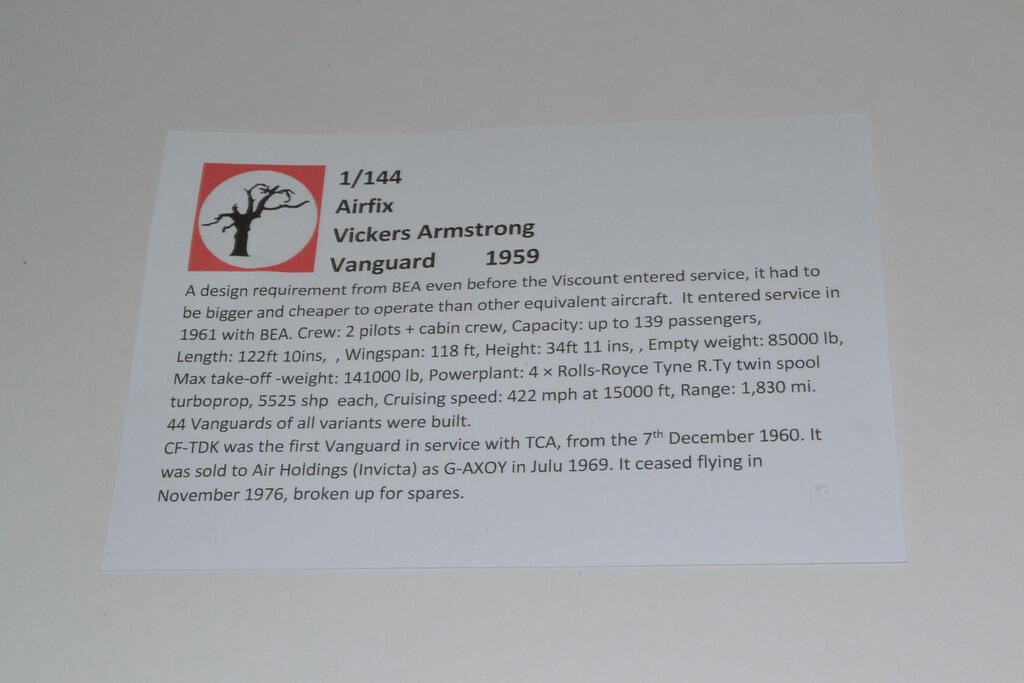 1/144
Airfix
Vickers Armstrong
Vanguard 1959
A design requirement from BEA even before the Viscount entered service, it had to
be bigger and cheaper to operate than other equivalent aircraft. It entered service in
1961 with BEA. Crew: 2 pilots + cabin crew, Capacity: up to 139 passengers,
Length: 122ft 10ins, , Wingspan: 118 ft, Height: 34ft 11 ins, , Empty weight: 85000 lb,
Max take-off -weight: 141000 lb, Powerplant: 4 × Rolls-Royce Tyne R.Ty twin spool
turboprop, 5525 shp each, Cruising speed: 422 mph at 15000 ft, Range: 1,830 mi.
44 Vanguards of all variants were built.
CF-TDK was the first Vanguard in service with TCA, from the 7th December 1960. It
was sold to Air Holdings (Invicta) as G-AXOY in Julu 1969. It ceased flying in
November 1976, broken up for spares.